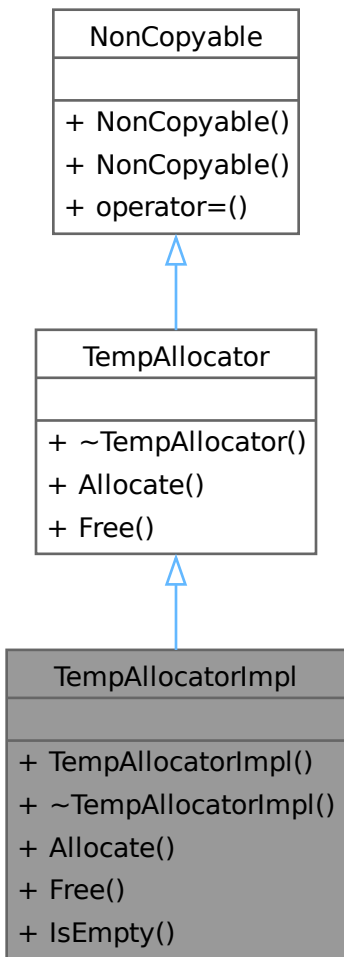 NonCopyable
+ NonCopyable()
+ NonCopyable()
+ operator=()
TempAllocator
+ ~TempAllocator()
+ Allocate()
+ Free()
TempAllocatorImpl
+ TempAllocatorImpl()
+ ~TempAllocatorImpl()
+ Allocate()
+ Free()
+ IsEmpty()